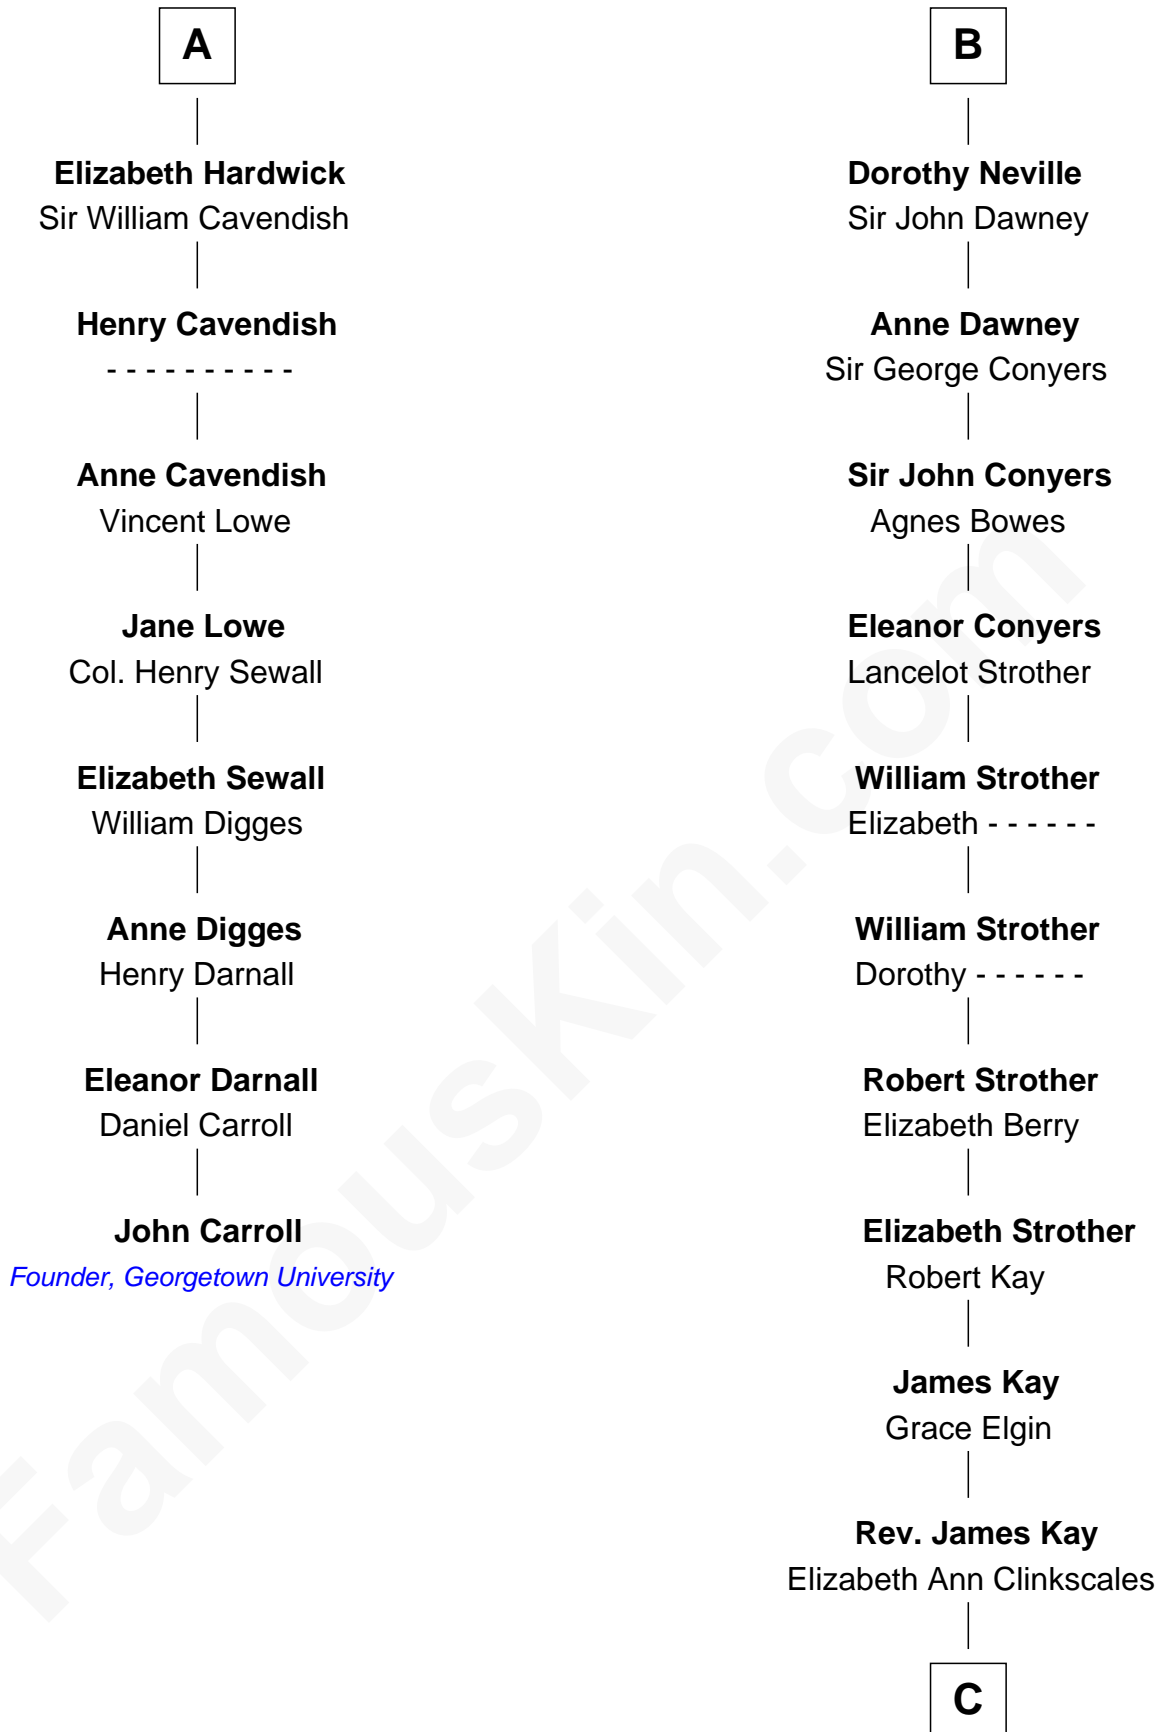 A
Elizabeth Hardwick
Sir William Cavendish
Henry Cavendish
- - - - - - - - - -
Anne Cavendish
Vincent Lowe
Jane Lowe
Col. Henry Sewall
Elizabeth Sewall
William Digges
Anne Digges
Henry Darnall
Eleanor Darnall
Daniel Carroll
John Carroll
Founder, Georgetown University
B
Dorothy Neville
Sir John Dawney
Anne Dawney
Sir George Conyers
Sir John Conyers
Agnes Bowes
Eleanor Conyers
Lancelot Strother
William Strother
Elizabeth - - - - - -
William Strother
Dorothy - - - - - -
Robert Strother
Elizabeth Berry
Elizabeth Strother
Robert Kay
James Kay
Grace Elgin
Rev. James Kay
Elizabeth Ann Clinkscales
C
FamousKin.com